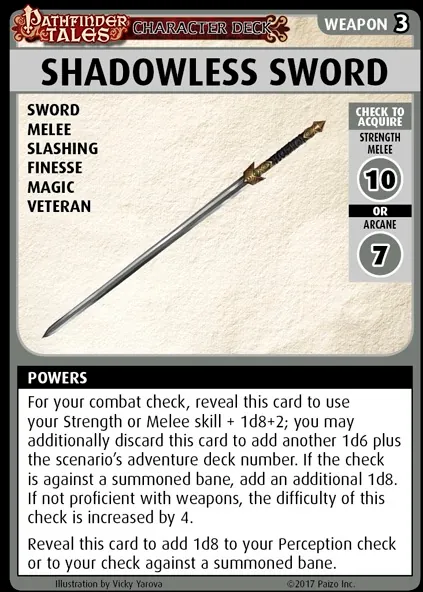 PATHFINDER TALES CHARACTER DECK WEAPON 3
SHADOWLESS SWORD
SWORD
MELEE
SLASHING
FINESSE
MAGIC
VETERAN
CHECK TO
ACQUIRE
STRENGTH
MELEE
10
OR
ARCANE
7
POWERS
For your combat check, reveal this card to use
your Strength or Melee skill + 1d8+2; you may
additionally discard this card to add another 1d6 plus
the scenario's adventure deck number. If the check
is against a summoned bane, add an additional 1d8.
If not proficient with weapons, the difficulty of this
check is increased by 4.
Reveal this card to add 1d8 to your Perception check
or to your check against a summoned bane.
Illustration by Vicky Yarova ©2017 Paizo Inc.